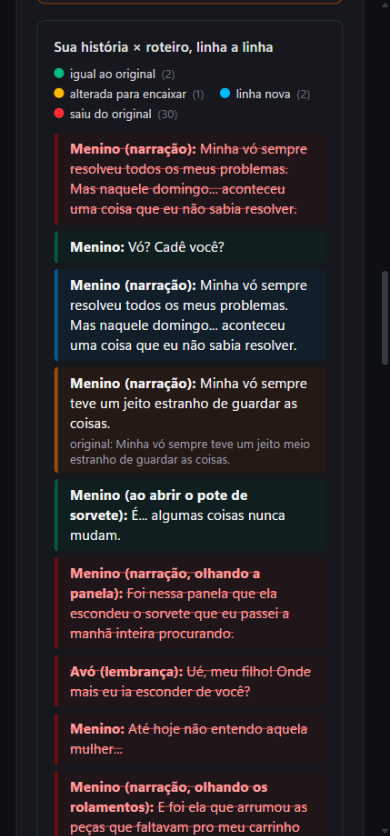 Sua história × roteiro, linha a linha
igual ao original (2)
alterada para encaixar (1) linha nova (2)
saiu do original (30)
Menino (narração): Minha vó sempre
resolveu todos os meus problemas.
Mas naquele domingo... aconteceu
uma coisa que eu não sabia resolver.
Menino: Vó? Cadê você?
Menino (narração): Minha vó sempre
resolveu todos os meus problemas.
Mas naquele domingo... aconteceu
uma coisa que eu não sabia resolver.
Menino (narração): Minha vó sempre
teve um jeito estranho de guardar as
coisas.
original: Minha vó sempre teve um jeito meio
estranho de guardar as coisas.
Menino (ao abrir o pote de
sorvete): É... algumas coisas nunca
mudam.
Menino (narração, olhando a
panela): Foi nessa panela que ela
escondeu o sorvete que eu passei a
manhã inteira procurando.
Avó (lembrança): Ué, meu filho! Onde
mais eu ia esconder de você?
Menino: Até hoje não entendo aquela
mulher...
Menino (narração, olhando os
rolamentos): E foi ela que arrumou as
peças que faltavam pro meu carrinho